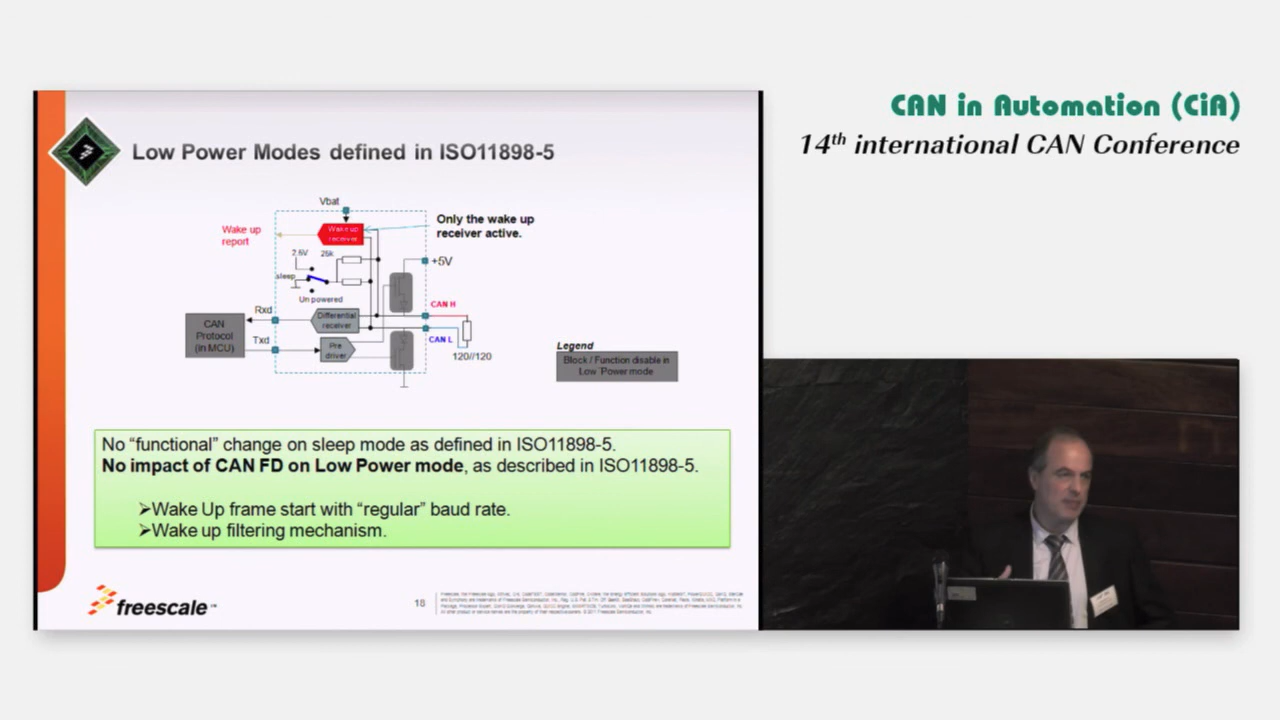 CAN in Automation (CiA)
14th international CAN Conference
Low Power Modes defined in ISO11898-5
Vbat
Wake up
report
Wake up
receiver
Only the wake up
receiver active.
2.5V
25k
+5V
sleep
Un powered
CAN H
Rxd
Differential
receiver
CAN
Protocol
(In MCU)
Txd
Pre
driver
CAN L
120//120
Legend
Block / Function disable in
Low Power mode
No “functional” change on sleep mode as defined in ISO11898-5.
No impact of CAN FD on Low Power mode, as described in ISO11898-5.
➢Wake Up frame start with “regular” baud rate.
➢Wake up filtering mechanism.
freescale™
18